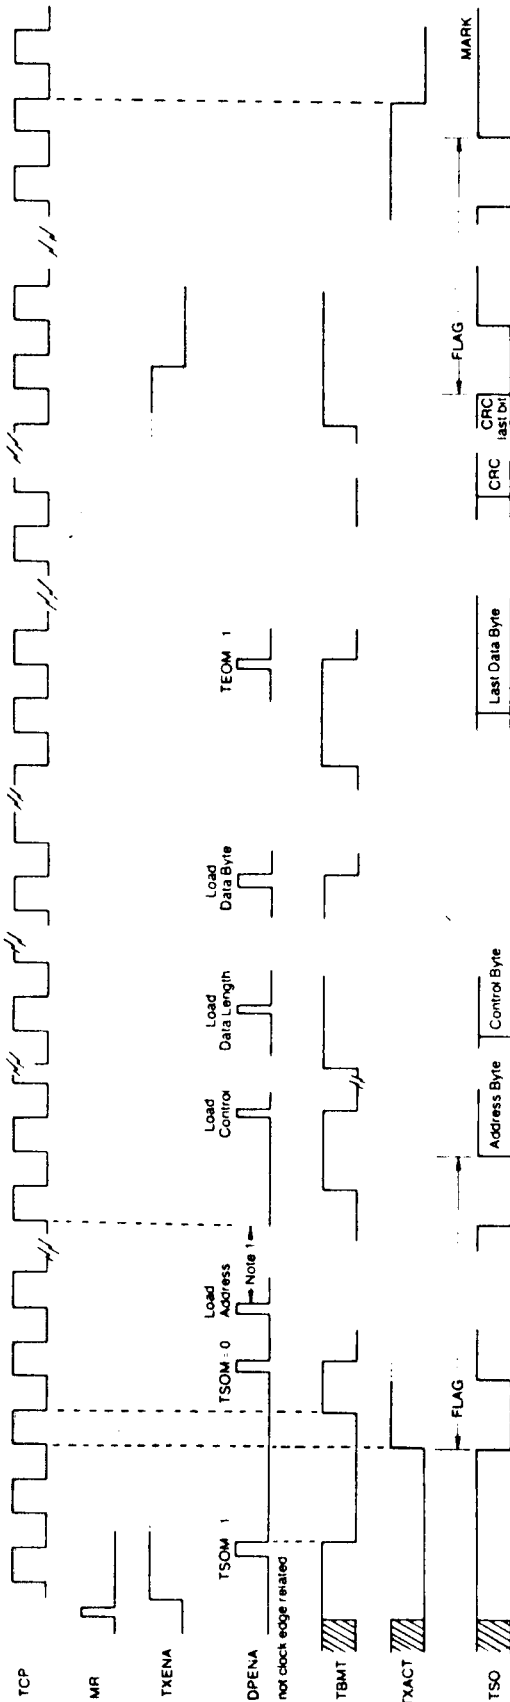 TCP
MR
TXENA
TSOM 1
TSOM = 0
Load
Address
Note 1
Load
Control
Load
Data Length
Load
Data Byte
TEOM 1
DPENA
not clock edge related
TBMT
TXACT
FLAG
FLAG
MARK
TSO
Address Byte
Control Byte
Last Data Byte
CRC
CRC
last bit